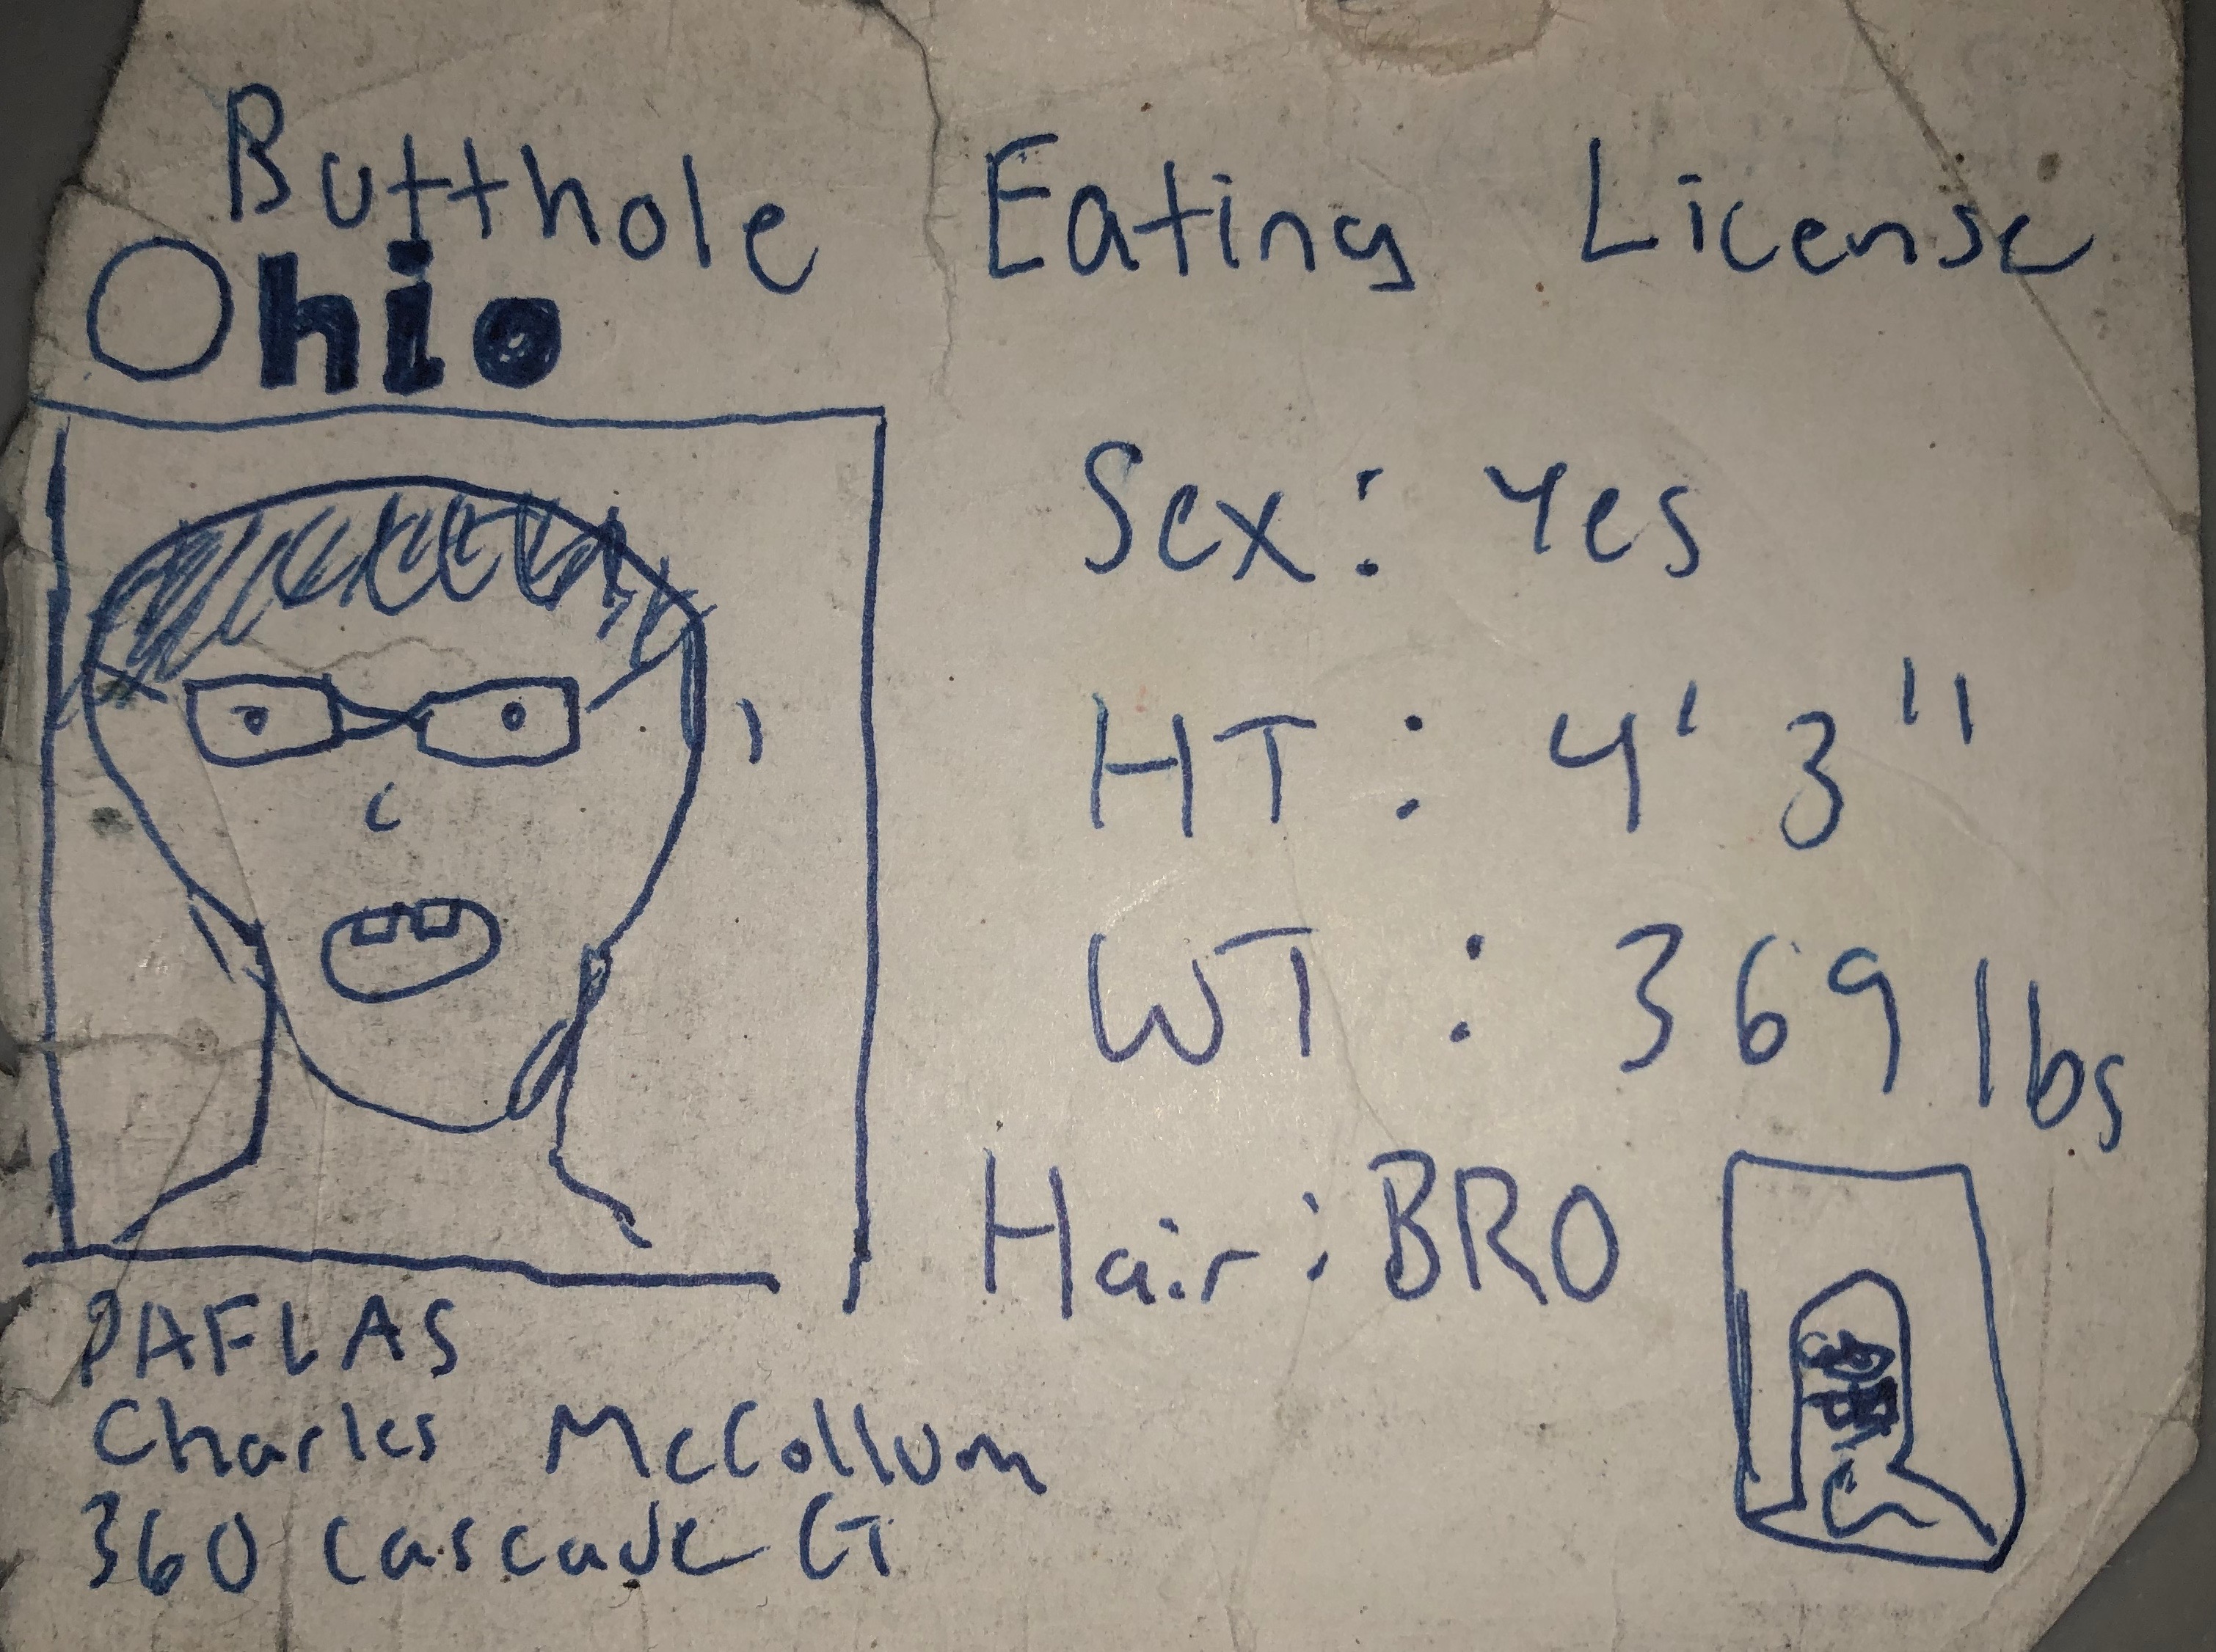 Butthole Eating License
Ohio
Sex: Yes
HT: 4' 3"
WT: 369 lbs
Hair: BRO
PAFLAS
Charles McCollum
360 Cascade CT